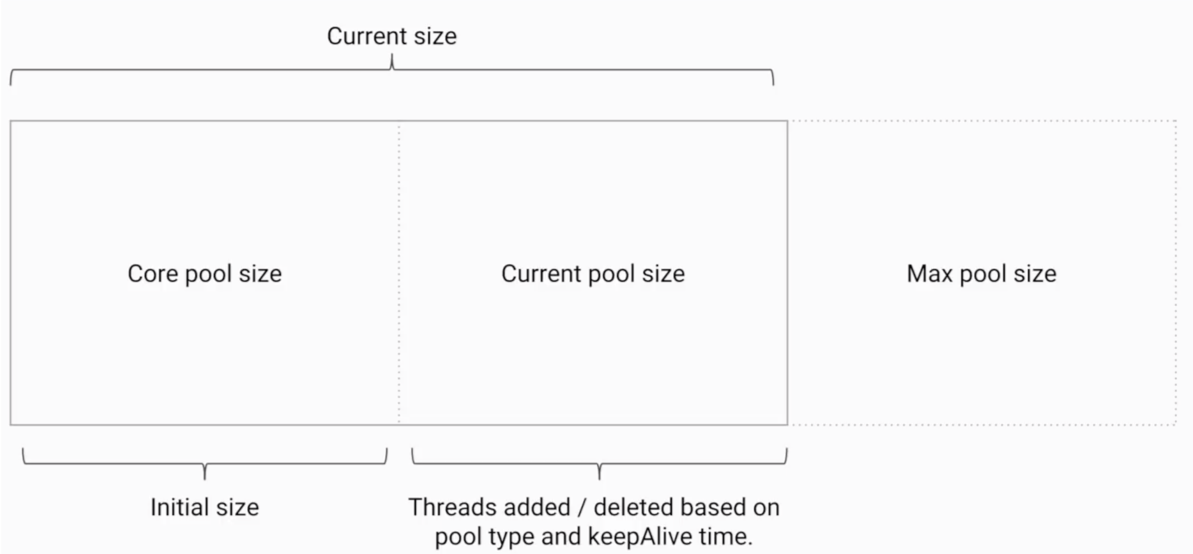 Current size
Core pool size
Current pool size
Max pool size
Initial size
Threads added / deleted based on
pool type and keepAlive time.